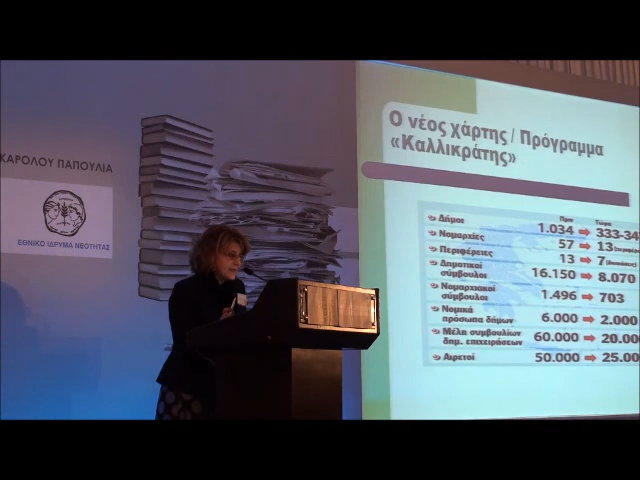 ΚΑΡΟΛΟΥ ΠΑΠΟΥΛΙΑ
ΕΘΝΙΚΟ ΙΔΡΥΜΑ ΝΕΟΤΗΤΑΣ
Ο νέος χάρτης / Πρόγραμμα
«Καλλικράτης»
Πριν Τώρα
Δήμοι 1.034 333-34
Νομαρχίες 57 13
Περιφέρειες 13 7
Δημοτικοί
σύμβουλοι 16.150 8.070
Νομαρχιακοί
σύμβουλοι 1.496 703
Νομικά
πρόσωπα δήμων 6.000 2.000
Μέλη συμβουλίων
δημ. επιχειρήσεων 60.000 20.00
Αιρετοί 50.000 25.00